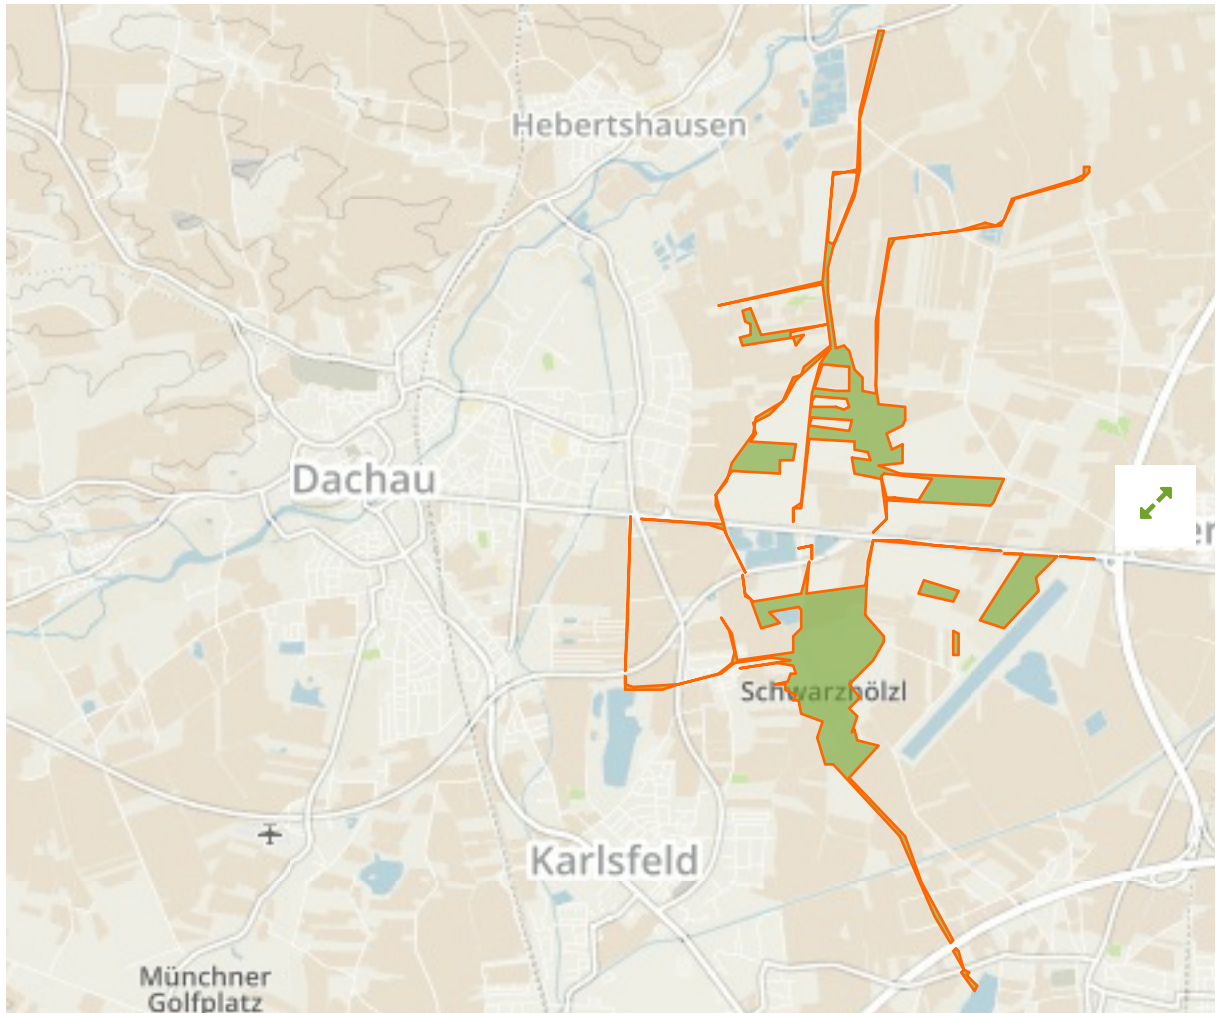 Hebertshausen
Dachau
Schwarzhölzl
Karlsfeld
Münchner
Golfplatz